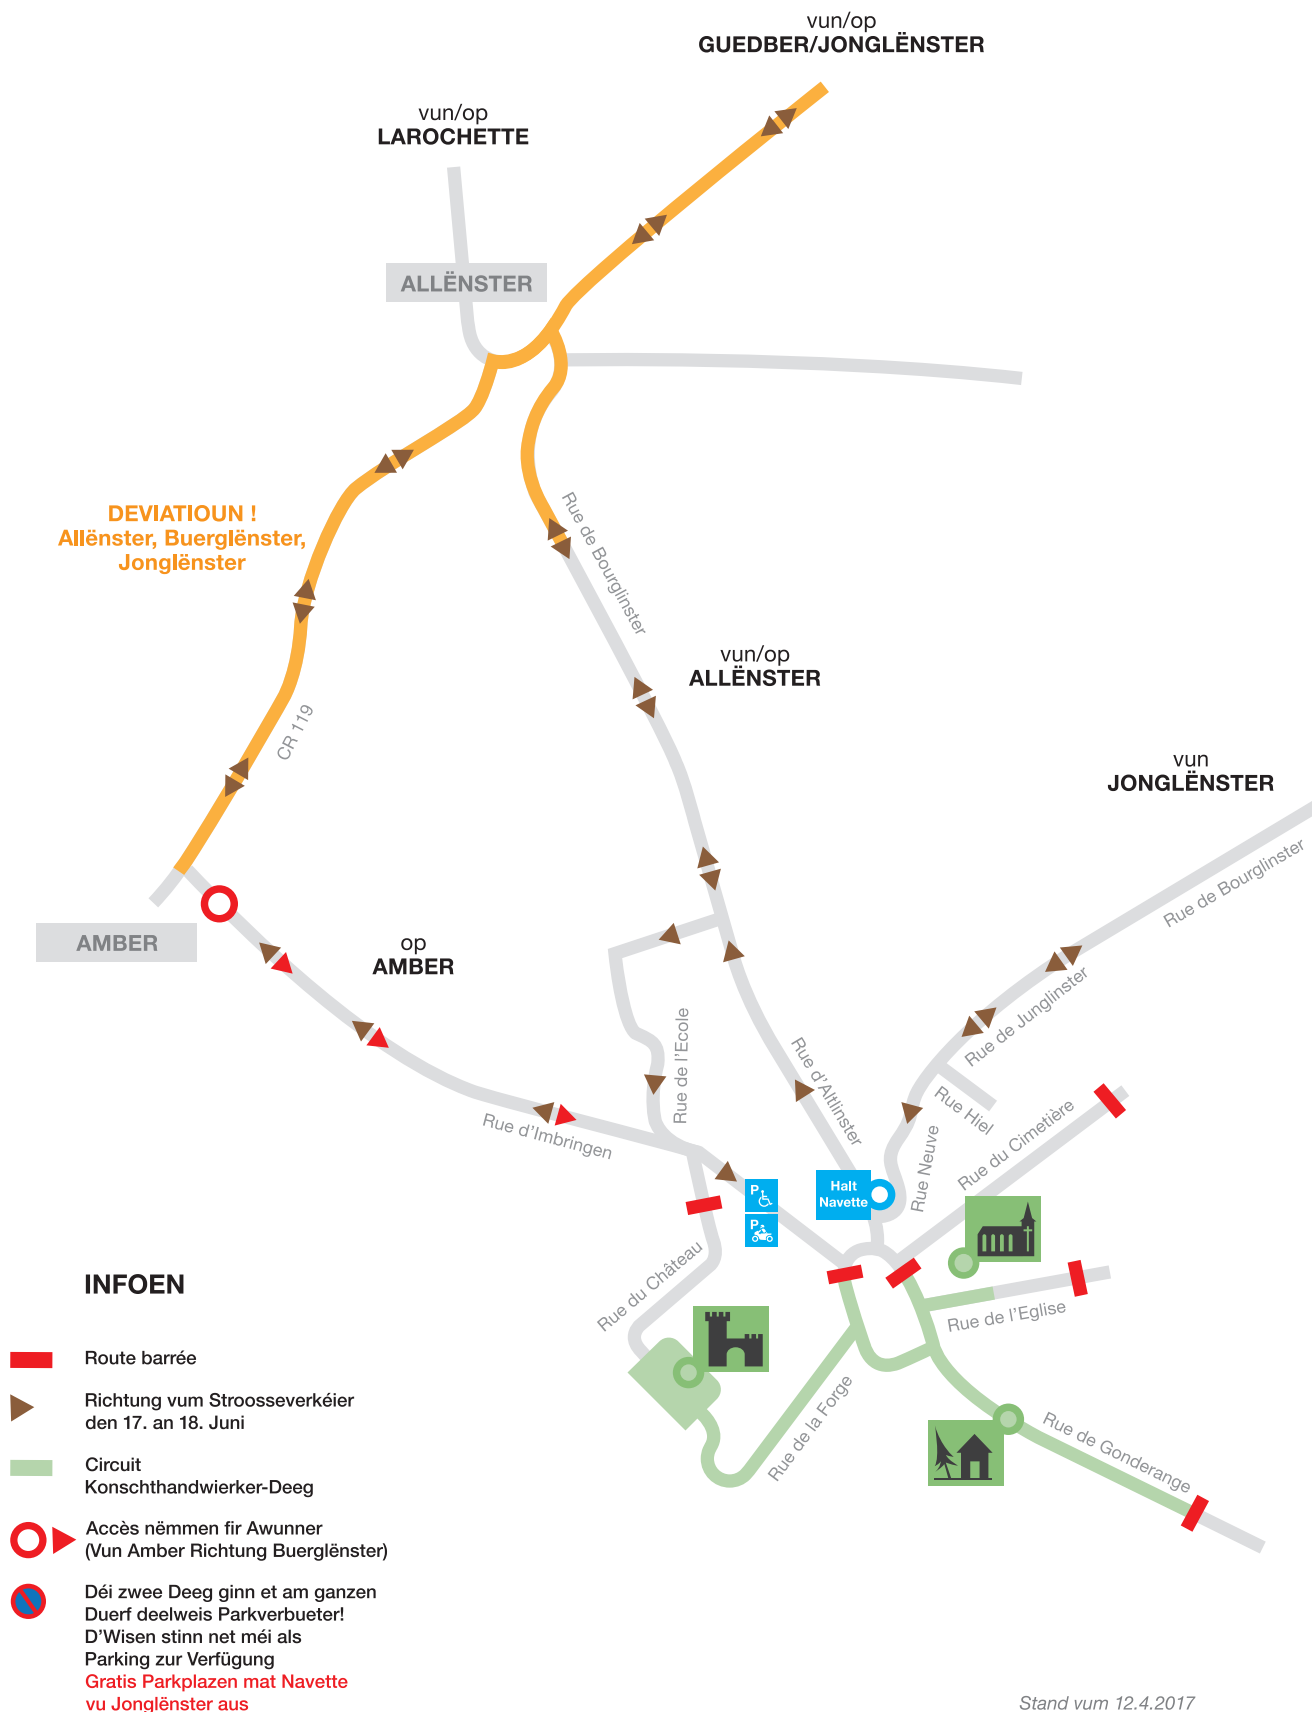 vun/op
GUEDBER/JONGLËNSTER
vun/op
LAROCHETTE
ALLËNSTER
DEVIATIOUN !
Allënster, Buerglënster,
Jonglënster
Rue de Bourglinster
vun/op
ALLËNSTER
CR 119
vun
JONGLËNSTER
Rue de Bourglinster
AMBER
op
AMBER
Rue de Junglinster
Rue de l'Ecole
Rue d'Altlinster
Rue Hiel
Rue d'Imbringen
Rue du Cimetière
Rue Neuve
P
P
Halt
Navette
Rue du Château
Rue de l'Eglise
Rue de la Forge
Rue de Gonderange
INFOEN
Route barrée
Richtung vum Stroosseverkéier
den 17. an 18. Juni
Circuit
Konschthandwierker-Deeg
Accès nëmmen fir Awunner
(Vun Amber Richtung Buerglënster)
Déi zwee Deeg ginn et am ganzen
Duerf deelweis Parkverbueter!
D'Wisen stinn net méi als
Parking zur Verfügung
Gratis Parkplazen mat Navette
vu Jonglënster aus
Stand vum 12.4.2017